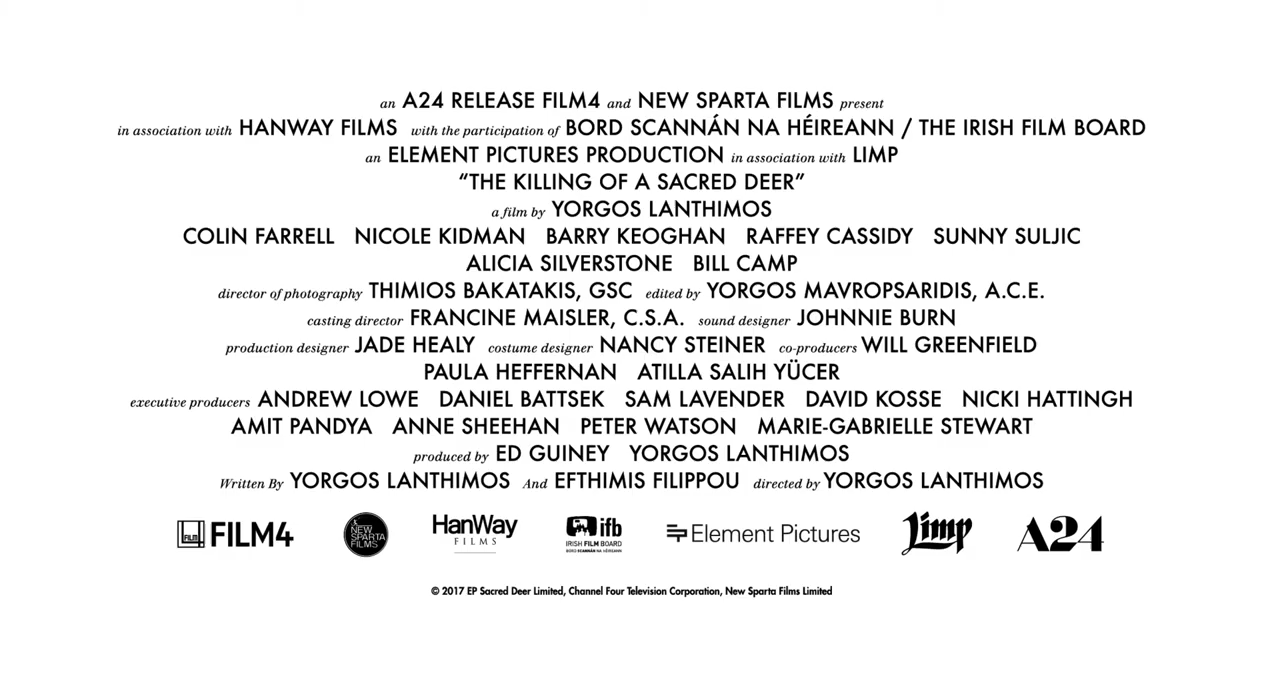 an A24 RELEASE FILM4 and NEW SPARTA FILMS present
in association with HANWAY FILMS with the participation of BORD SCANNÁN NA HÉIREANN / THE IRISH FILM BOARD
an ELEMENT PICTURES PRODUCTION in association with LIMP
“THE KILLING OF A SACRED DEER”
a film by YORGOS LANTHIMOS
COLIN FARRELL NICOLE KIDMAN BARRY KEOGHAN RAFFEY CASSIDY SUNNY SULJIC
ALICIA SILVERSTONE BILL CAMP
director of photography THIMIOS BAKATAKIS, GSC edited by YORGOS MAVROPSARIDIS, A.C.E.
casting director FRANCINE MAISLER, C.S.A. sound designer JOHNNIE BURN
production designer JADE HEALY costume designer NANCY STEINER co-producers WILL GREENFIELD
PAULA HEFFERNAN ATILLA SALIH YÜCER
executive producers ANDREW LOWE DANIEL BATTSEK SAM LAVENDER DAVID KOSSE NICKI HATTINGH
AMIT PANDYA ANNE SHEEHAN PETER WATSON MARIE-GABRIELLE STEWART
produced by ED GUINEY YORGOS LANTHIMOS
Written By YORGOS LANTHIMOS And EFTHIMIS FILIPPOU directed by YORGOS LANTHIMOS
FILM FILM4
NEW
SPARTA
FILMS
HanWay
FILMS
ifb
IRISH FILM BOARD
BORD SCANNÁN NA HÉIREANN
Element Pictures
Limp
A24
© 2017 EP Sacred Deer Limited, Channel Four Television Corporation, New Sparta Films Limited